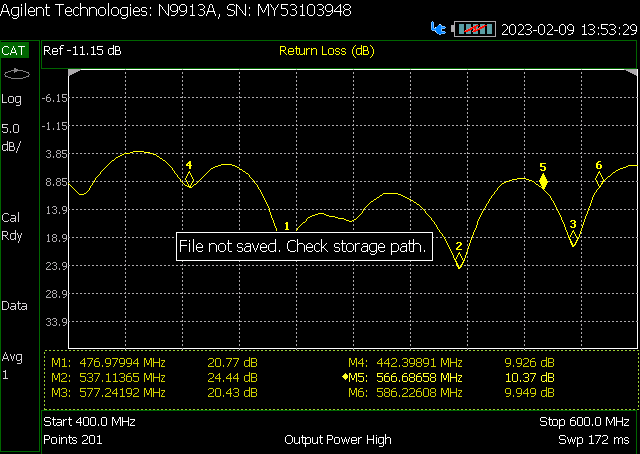 Agilent Technologies: N9913A, SN: MY53103948
2023-02-09 13:53:29
CAT Ref -11.15 dB Return Loss (dB)
Log
5.0
dB/
Cal
Rdy
Data
Avg
1
-6.15
-1.15
3.85
8.85
13.9
18.9
23.9
28.9
33.9
4
5
6
1
2
3
File not saved. Check storage path.
M1: 476.97994 MHz 20.77 dB M4: 442.39891 MHz 9.926 dB
M2: 537.11365 MHz 24.44 dB M5: 566.68658 MHz 10.37 dB
M3: 577.24192 MHz 20.43 dB M6: 586.22608 MHz 9.949 dB
Start 400.0 MHz Stop 600.0 MHz
Points 201 Output Power High Swp 172 ms